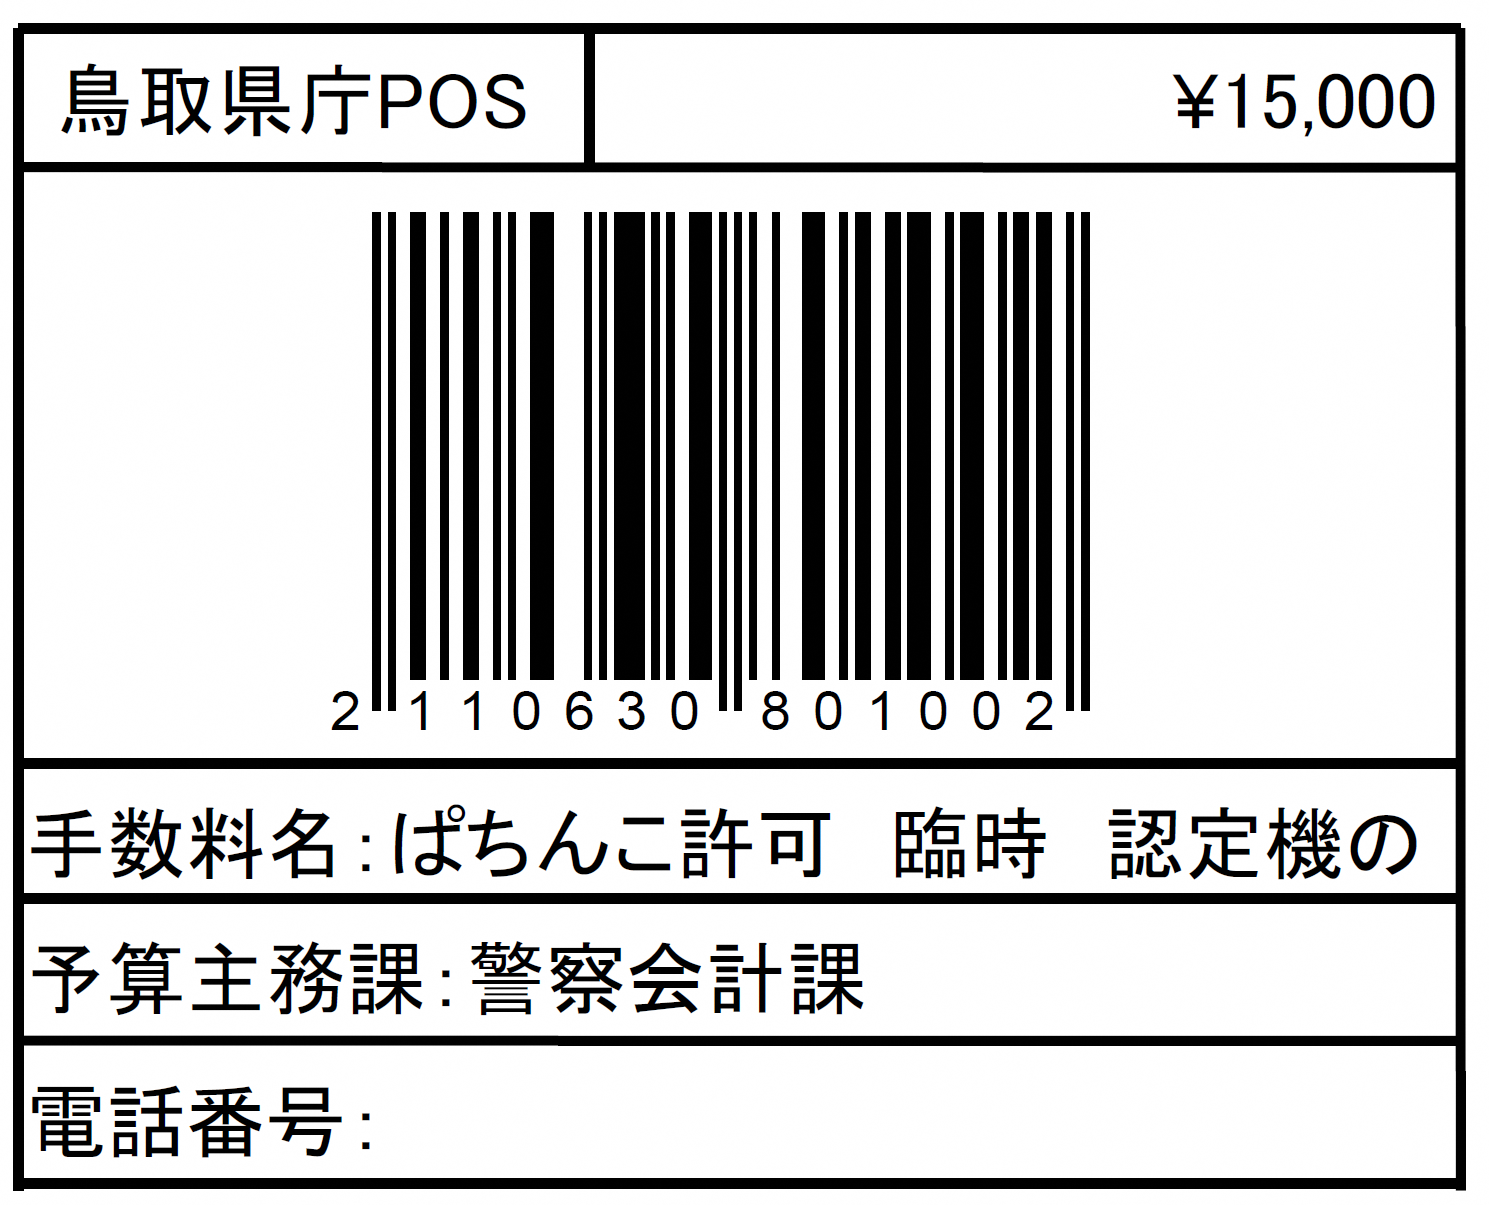 鳥取県庁POS ¥15,000
2 110630 801002
手数料名：ぱちんこ許可　臨時　認定機の
予算主務課：警察会計課
電話番号：